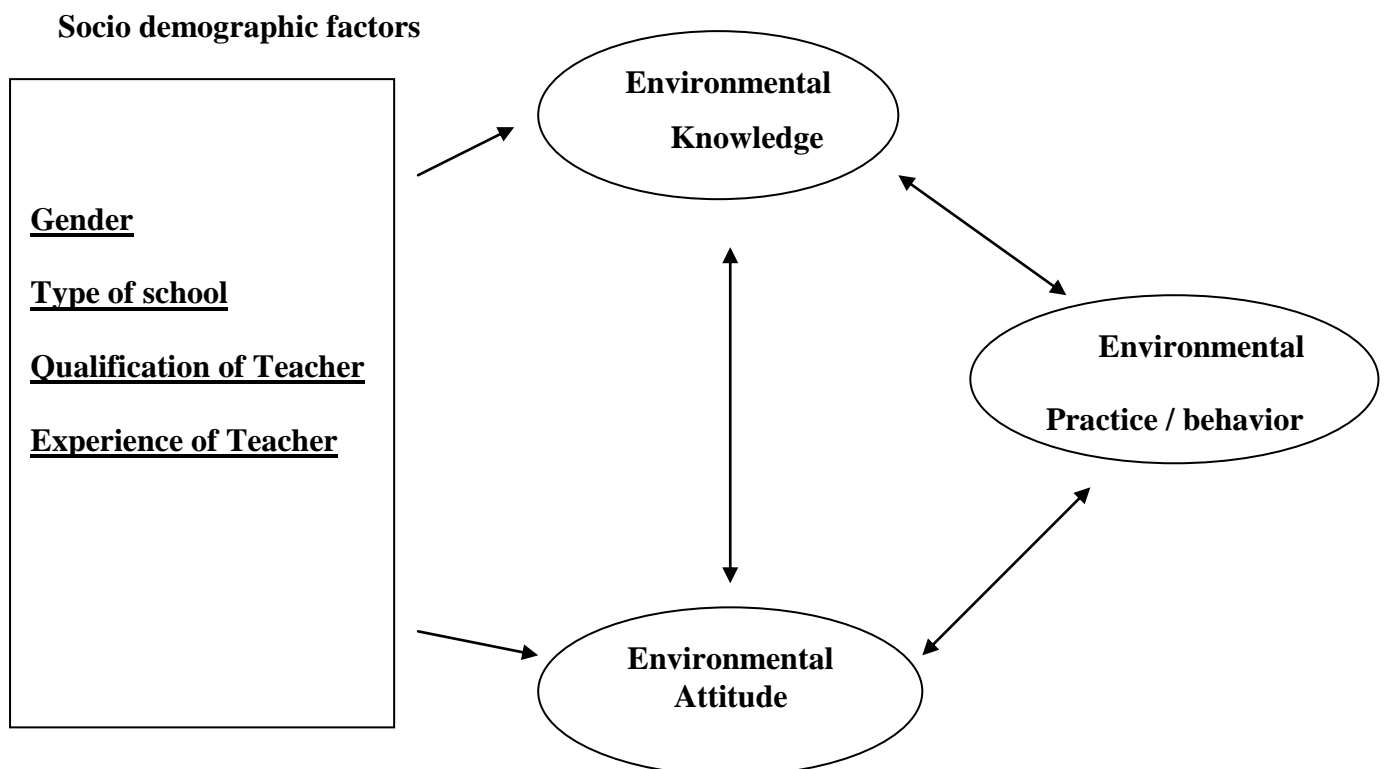 Socio demographic factors
Gender
Type of school
Qualification of Teacher
Experience of Teacher
Environmental
Knowledge
Environmental
Practice / behavior
Environmental
Attitude